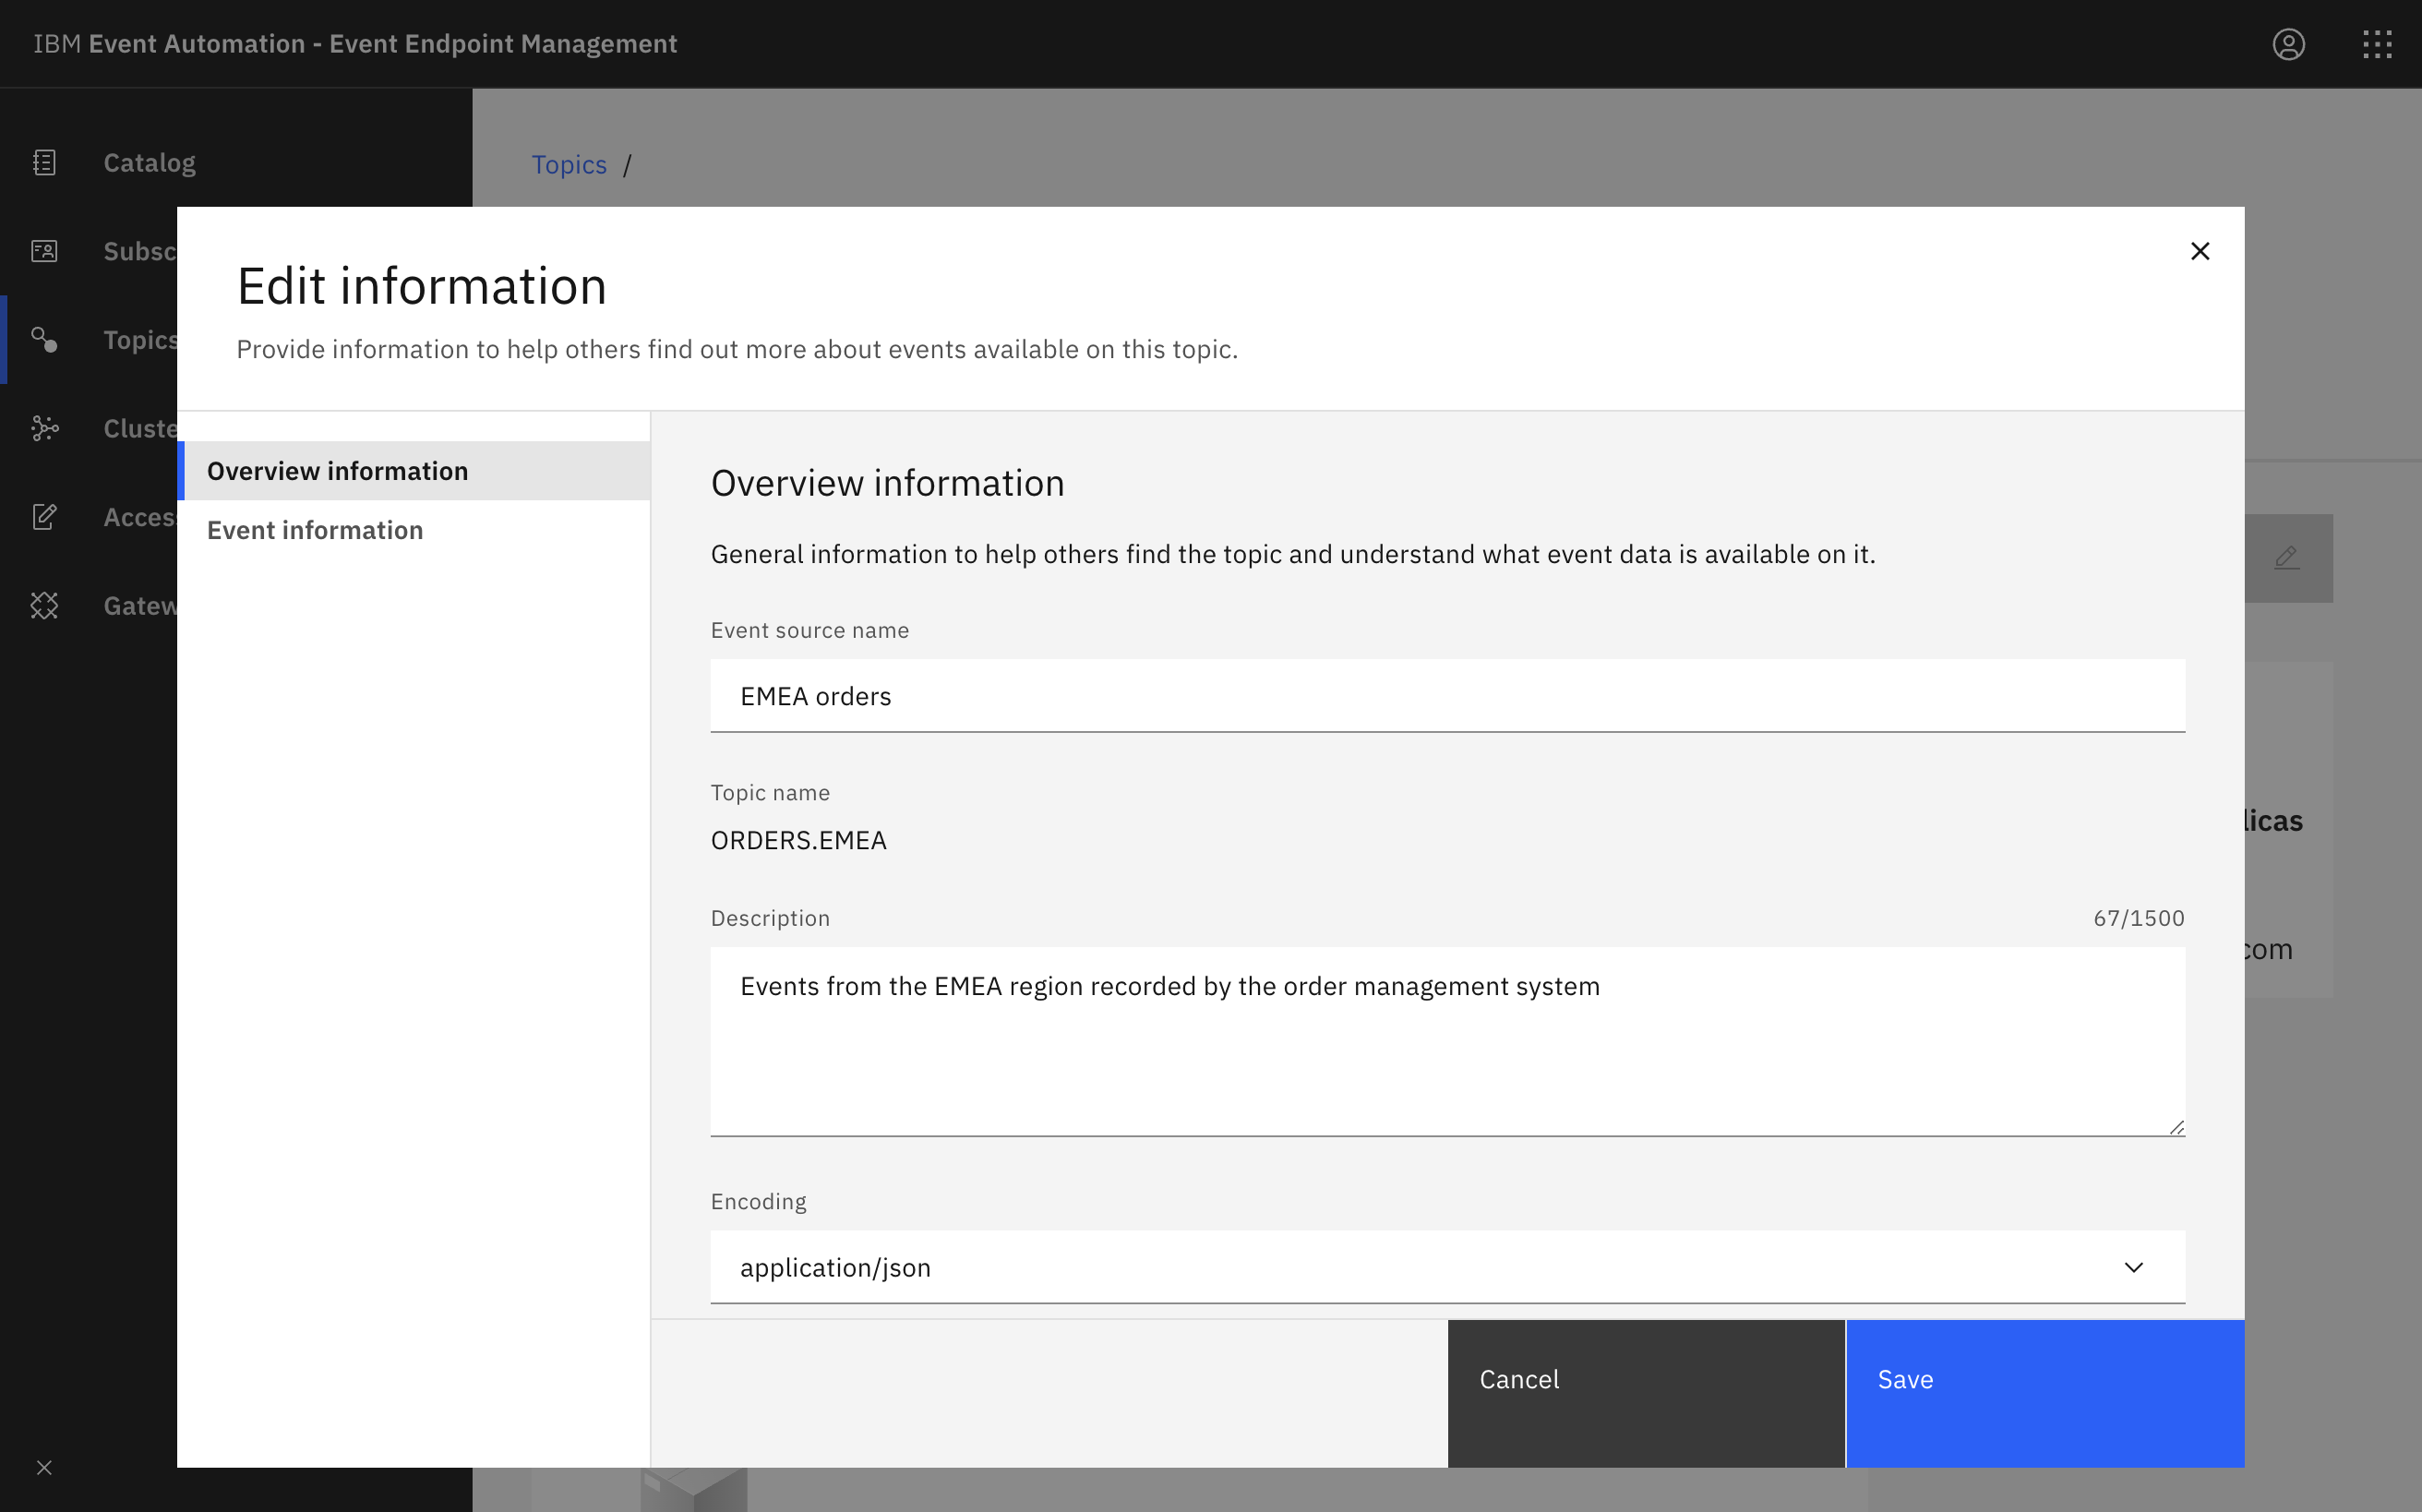 IBM Event Automation - Event Endpoint Management
Catalog
Topics /
Subsc
Topics
Cluste
Acces
Gatew
Edit information
Provide information to help others find out more about events available on this topic.
Overview information
Event information
Overview information
General information to help others find the topic and understand what event data is available on it.
Event source name
EMEA orders
Topic name
ORDERS.EMEA
Description
67/1500
Events from the EMEA region recorded by the order management system
Encoding
application/json
Cancel
Save
licas
com